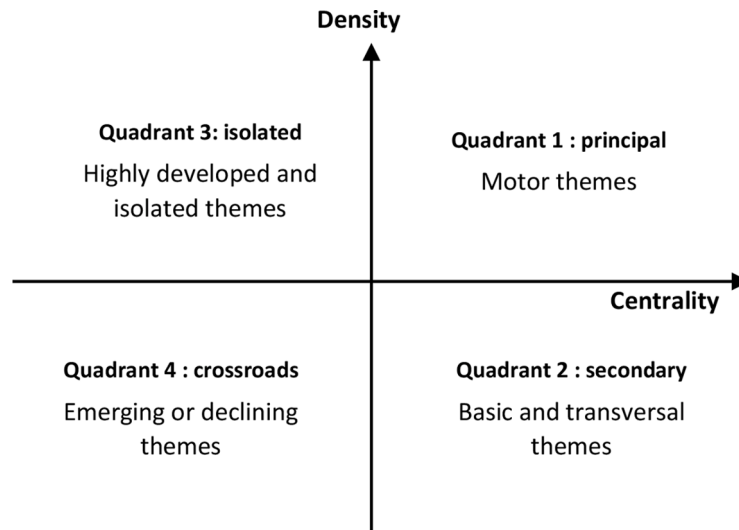 Density
Quadrant 3: isolated
Highly developed and
isolated themes
Quadrant 1 : principal
Motor themes
Centrality
Quadrant 4 : crossroads
Emerging or declining
themes
Quadrant 2 : secondary
Basic and transversal
themes